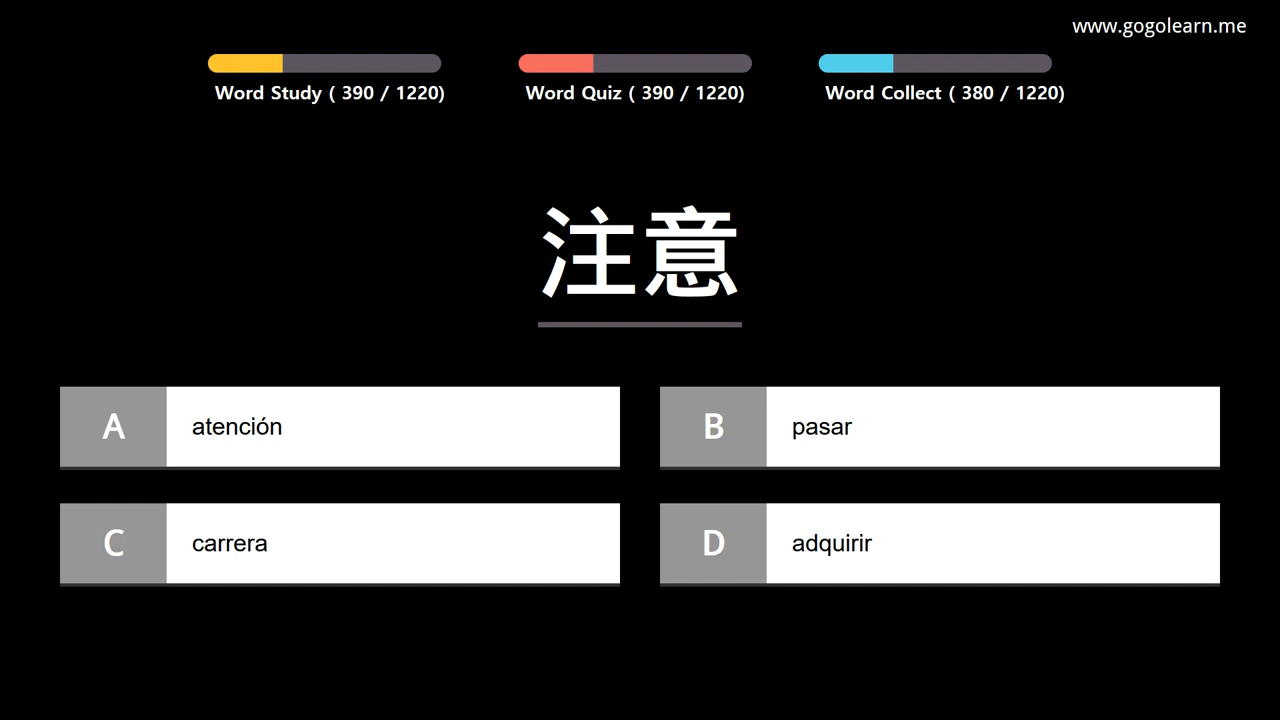 www.gogolearn.me
Word Study ( 390 / 1220)
Word Quiz ( 390 / 1220)
Word Collect ( 380 / 1220)
注意
A atención
B pasar
C carrera
D adquirir